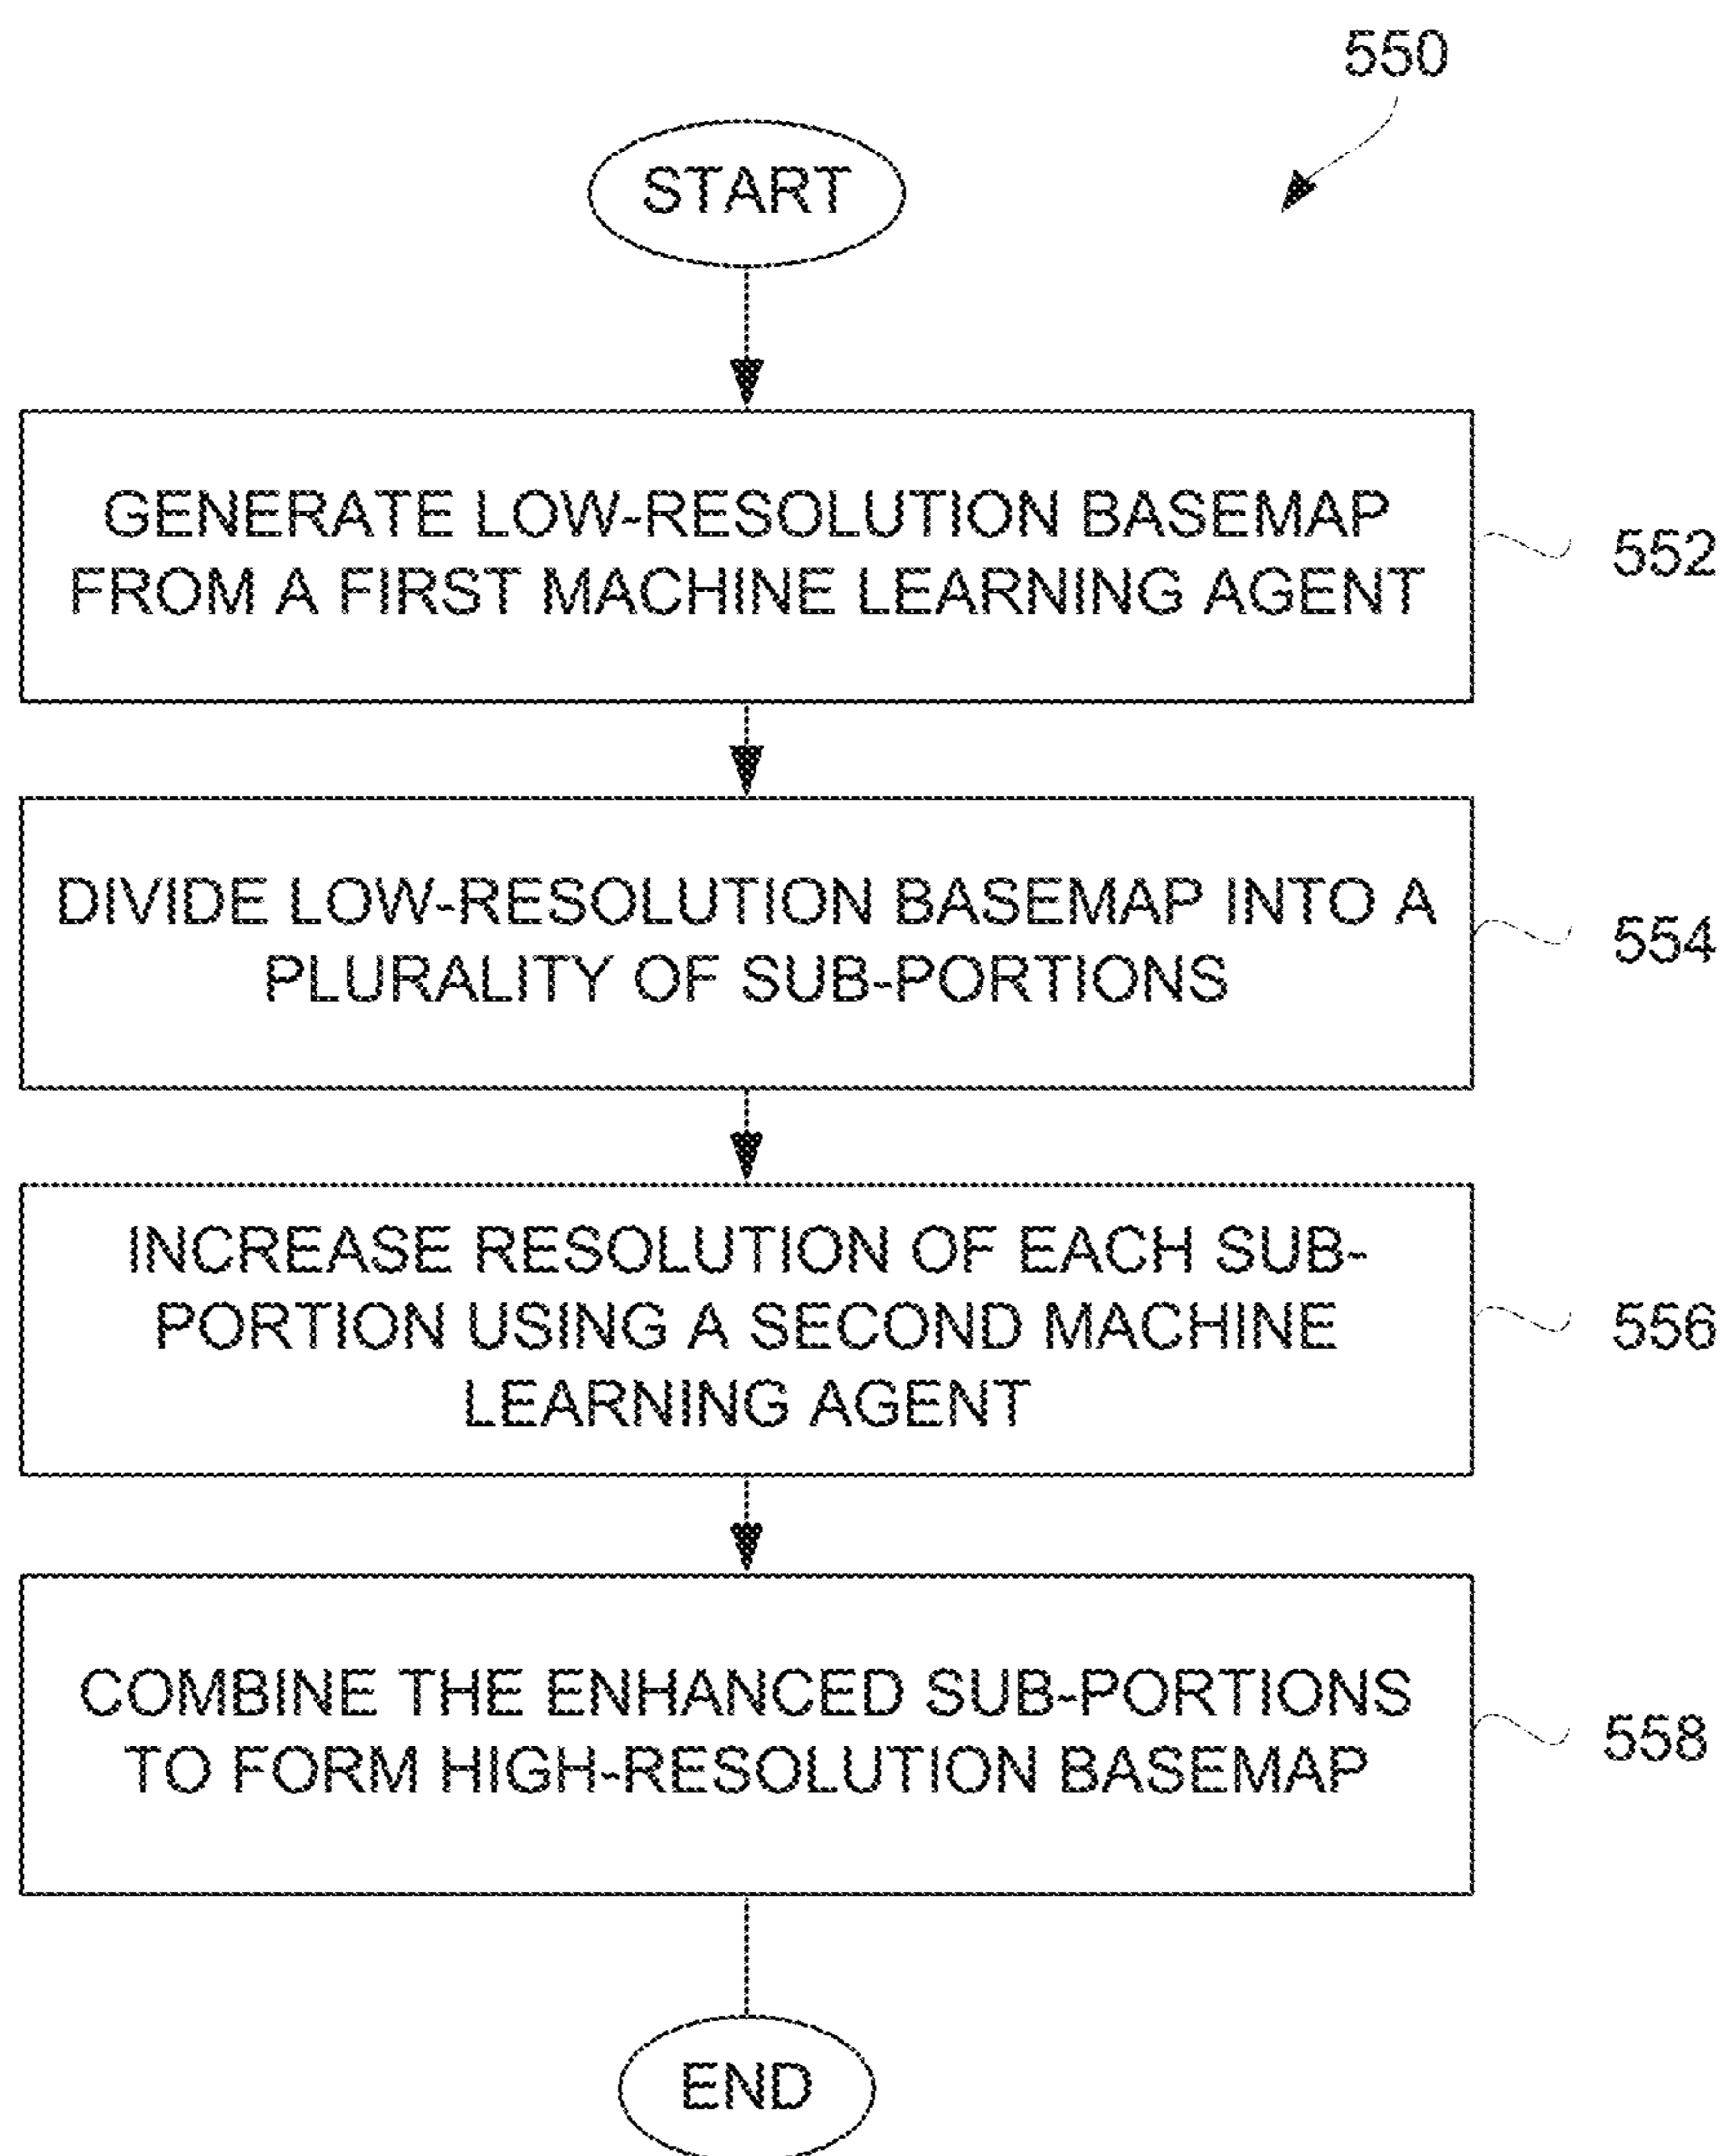 550
START
GENERATE LOW-RESOLUTION BASEMAP
FROM A FIRST MACHINE LEARNING AGENT
552
DIVIDE LOW-RESOLUTION BASEMAP INTO A
PLURALITY OF SUB-PORTIONS
554
INCREASE RESOLUTION OF EACH SUB-
PORTION USING A SECOND MACHINE
LEARNING AGENT
556
COMBINE THE ENHANCED SUB-PORTIONS
TO FORM HIGH-RESOLUTION BASEMAP
558
END